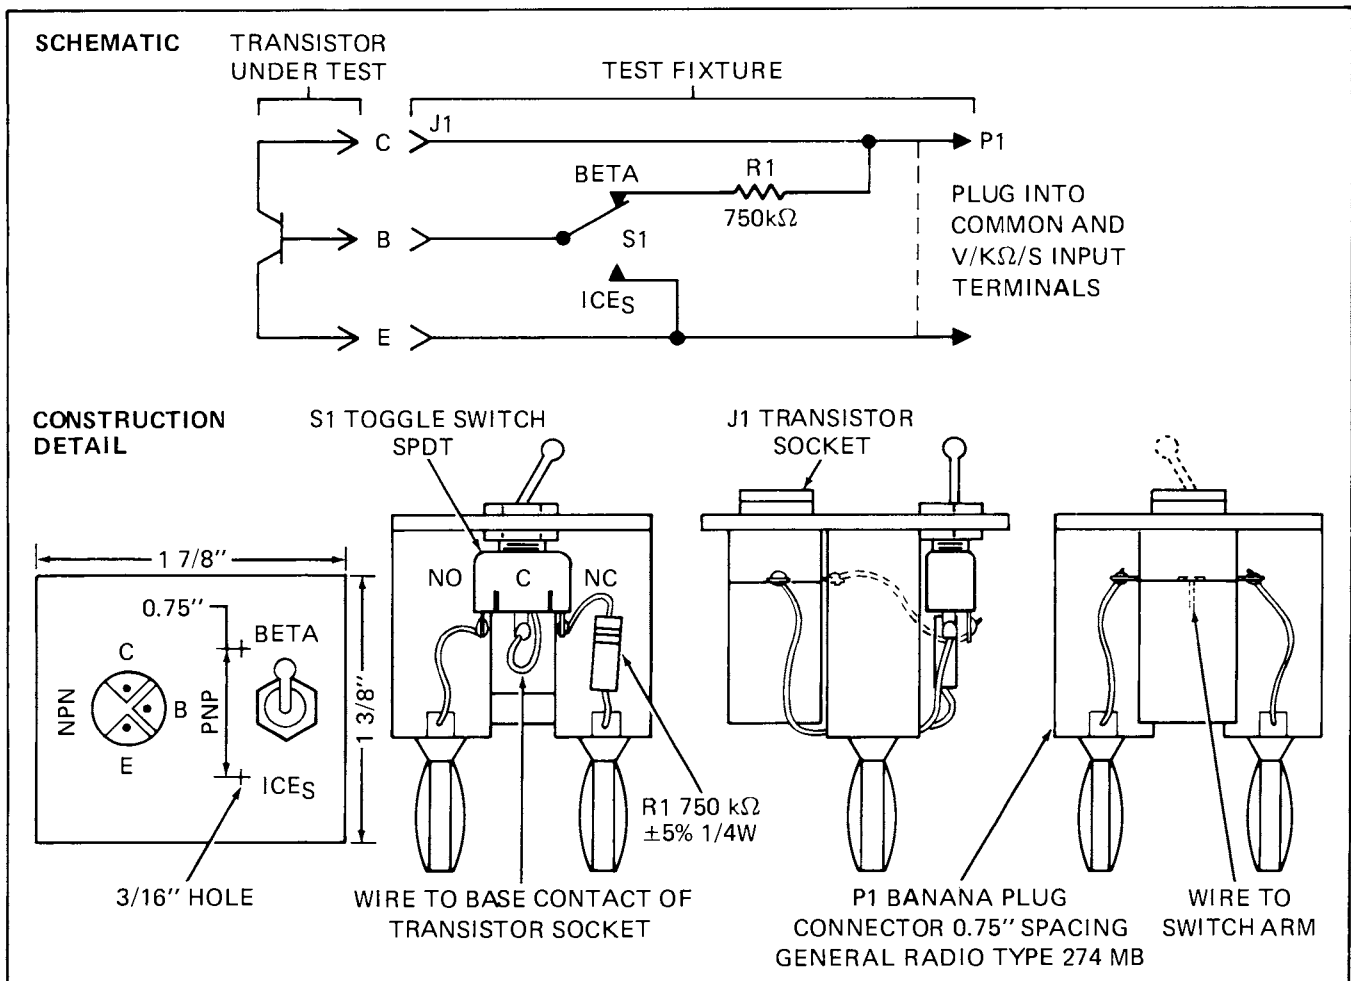 SCHEMATIC
TRANSISTOR
UNDER TEST
TEST FIXTURE
C
J1
P1
BETA
R1
750kΩ
B
S1
PLUG INTO
COMMON AND
V/KΩ/S INPUT
TERMINALS
ICES
E
CONSTRUCTION
DETAIL
S1 TOGGLE SWITCH
SPDT
J1 TRANSISTOR
SOCKET
NO
C
NC
1 7/8"
0.75"
BETA
C
NPN
B
PNP
E
ICES
1 3/8"
R1 750 kΩ
±5% 1/4W
3/16" HOLE
WIRE TO BASE CONTACT OF
TRANSISTOR SOCKET
P1 BANANA PLUG
CONNECTOR 0.75" SPACING
GENERAL RADIO TYPE 274 MB
WIRE TO
SWITCH ARM